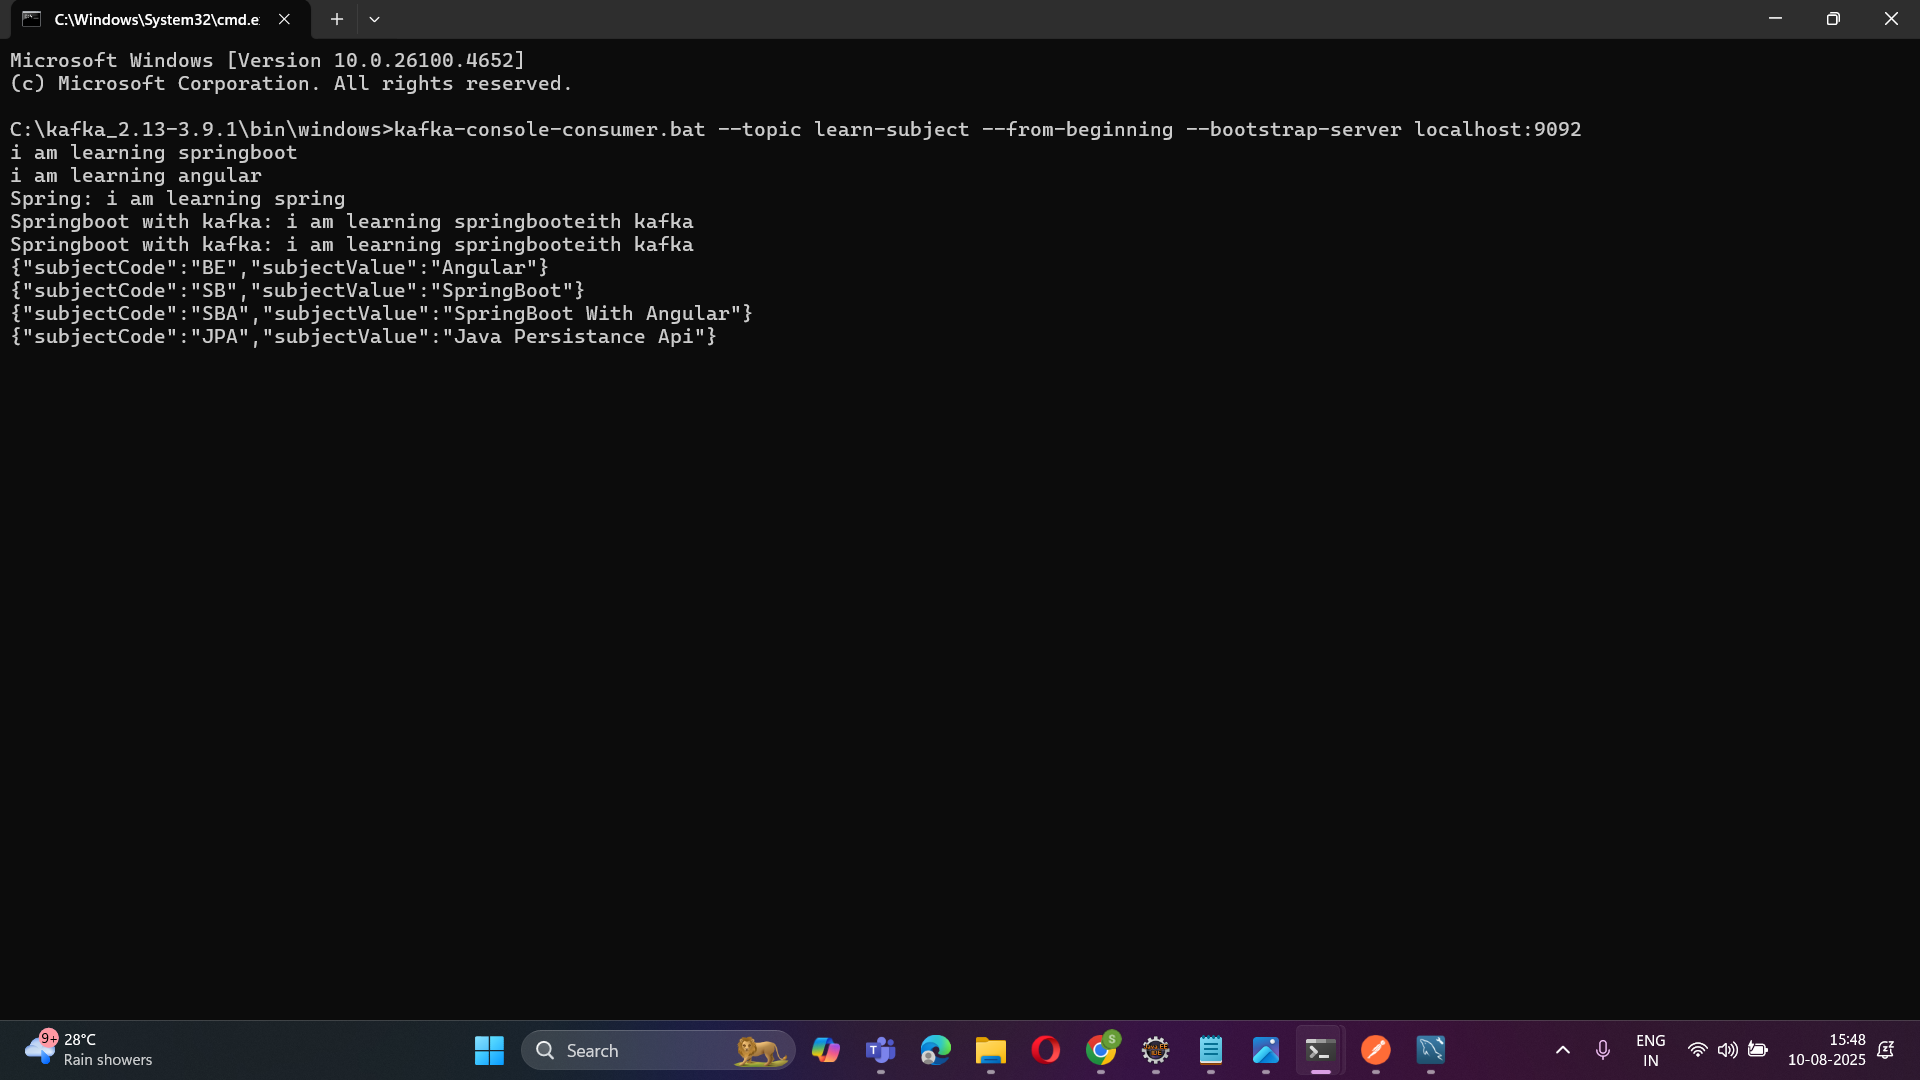 C:\Windows\System32\cmd.e
Microsoft Windows [Version 10.0.26100.4652]
(c) Microsoft Corporation. All rights reserved.
C:\kafka_2.13-3.9.1\bin\windows>kafka-console-consumer.bat --topic learn-subject --from-beginning --bootstrap-server localhost:9092
i am learning springboot
i am learning angular
Spring: i am learning spring
Springboot with kafka: i am learning springbooteith kafka
Springboot with kafka: i am learning springbooteith kafka
{"subjectCode":"BE","subjectValue":"Angular"}
{"subjectCode":"SB","subjectValue":"SpringBoot"}
{"subjectCode":"SBA","subjectValue":"SpringBoot With Angular"}
{"subjectCode":"JPA","subjectValue":"Java Persistance Api"}
9+ 28°C
Rain showers
Search
S
ENG
IN
15:48
10-08-2025